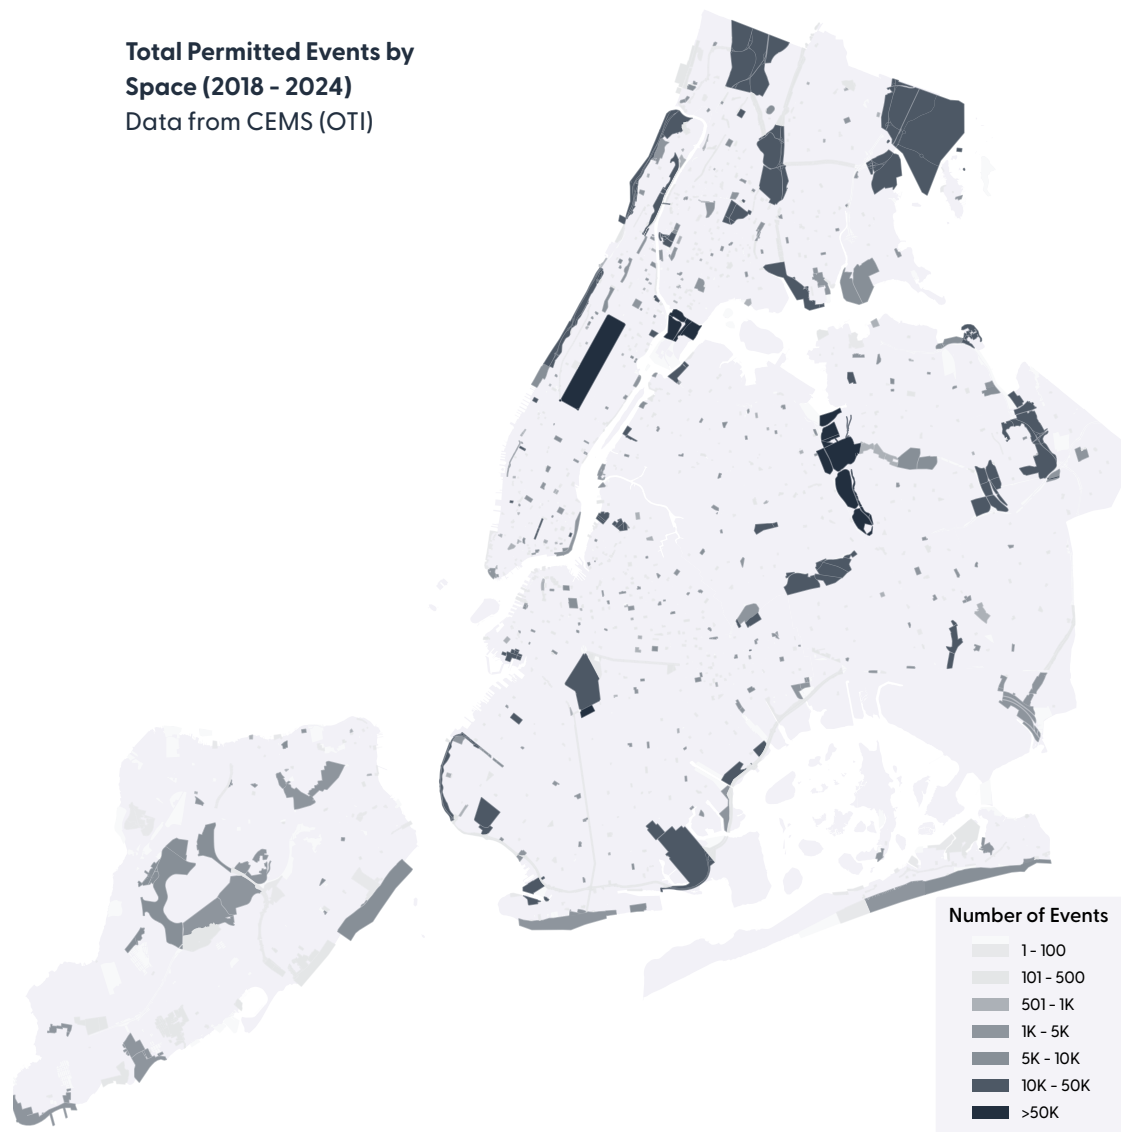 Total Permitted Events by
Space (2018 - 2024)
Data from CEMS (OTI)
Number of Events
1 - 100
101 - 500
501 - 1K
1K - 5K
5K - 10K
10K - 50K
>50K